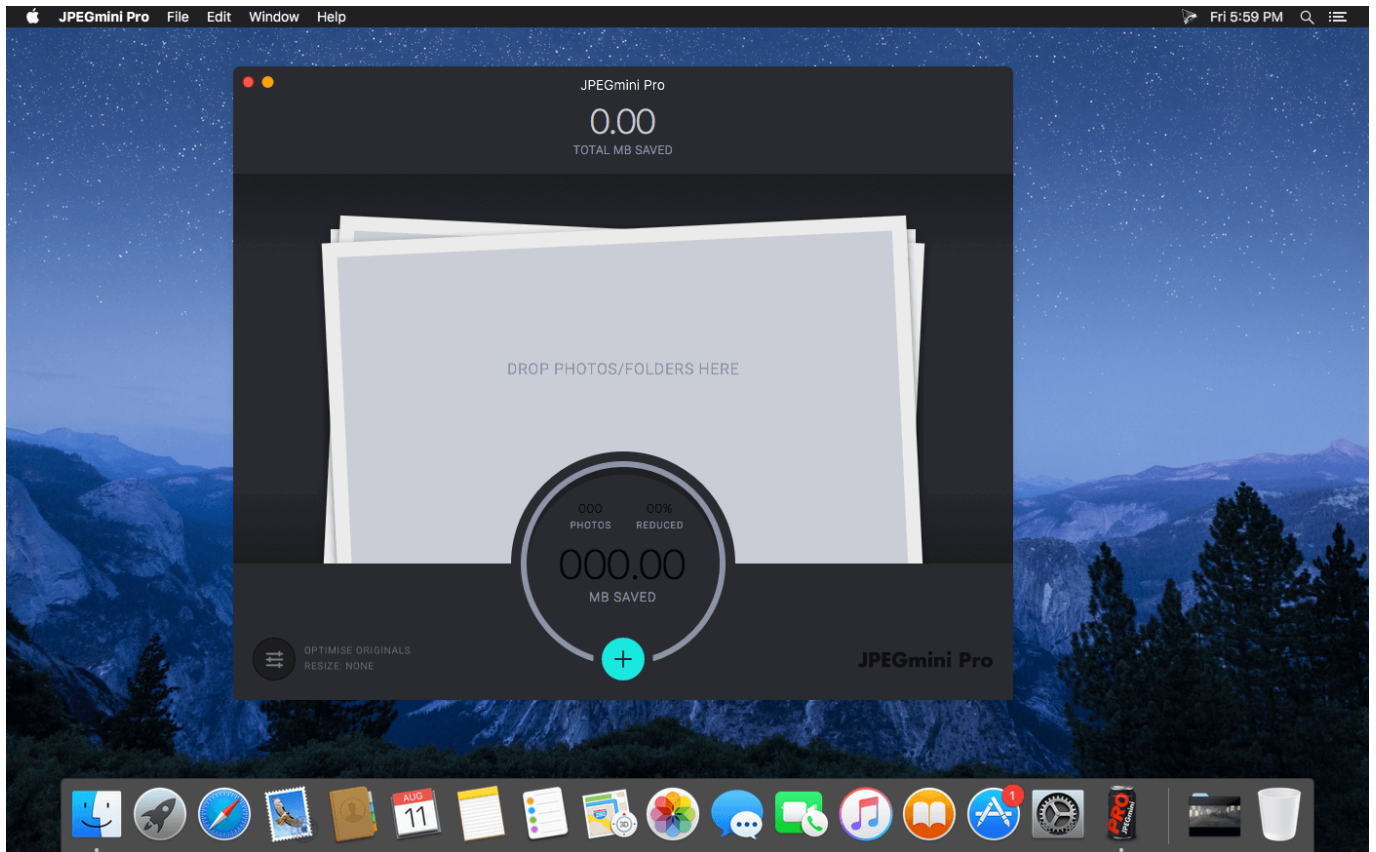 JPEGmini Pro File Edit Window Help Fri 5:59 PM
JPEGmini Pro
0.00
TOTAL MB SAVED
DROP PHOTOS/FOLDERS HERE
000 00%
PHOTOS REDUCED
000.00
MB SAVED
OPTIMISE ORIGINALS
RESIZE: NONE
JPEGmini Pro
AUG
11
3D
1
PRO
JPEGmini